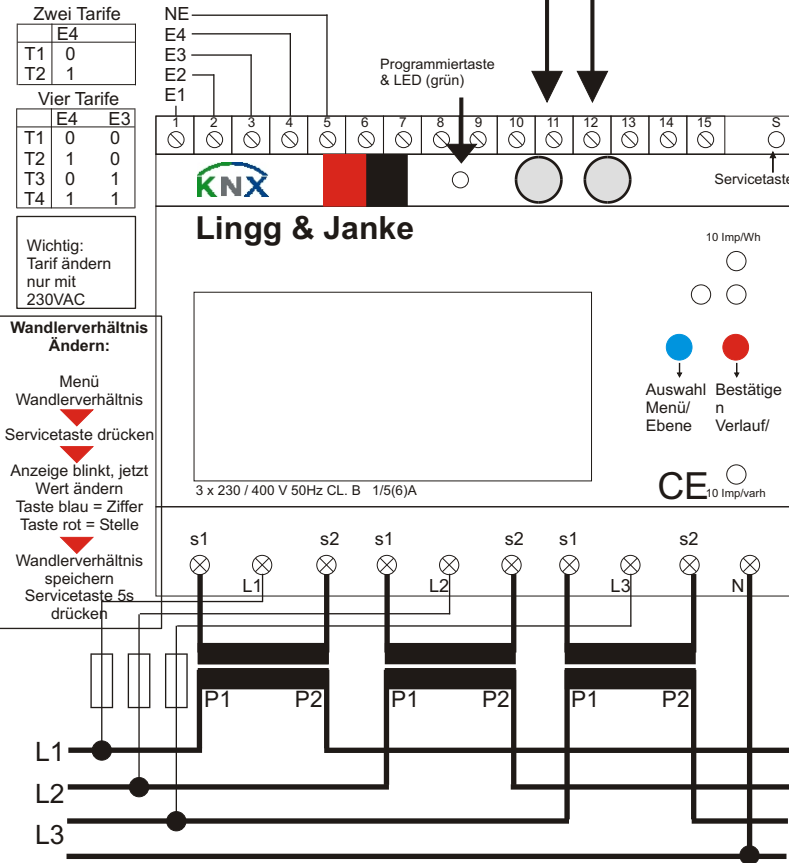 Zwei Tarife
E4
T1 0
T2 1
Vier Tarife
E4 E3
T1 0 0
T2 1 0
T3 0 1
T4 1 1
Wichtig:
Tarif ändern
nur mit
230VAC
Wandlerverhältnis
Ändern:
Menü
Wandlerverhältnis
Servicetaste drücken
Anzeige blinkt, jetzt
Wert ändern
Taste blau = Ziffer
Taste rot = Stelle
Wandlerverhältnis
speichern
Servicetaste 5s
drücken
NE
E4
E3
E2
E1
Programmiertaste
& LED (grün)
1 2 3 4 5 6 7 8 9 10 11 12 13 14 15 S
KNX
Servicetaste
Lingg & Janke
10 Imp/Wh
Auswahl
Menü/
Ebene
Bestätige
n
Verlauf/
3 x 230 / 400 V 50Hz CL. B 1/5(6)A
CE
10 Imp/varh
s1 s2 s1 s2 s1 s2
L1 L2 L3 N
P1 P2 P1 P2 P1 P2
L1
L2
L3